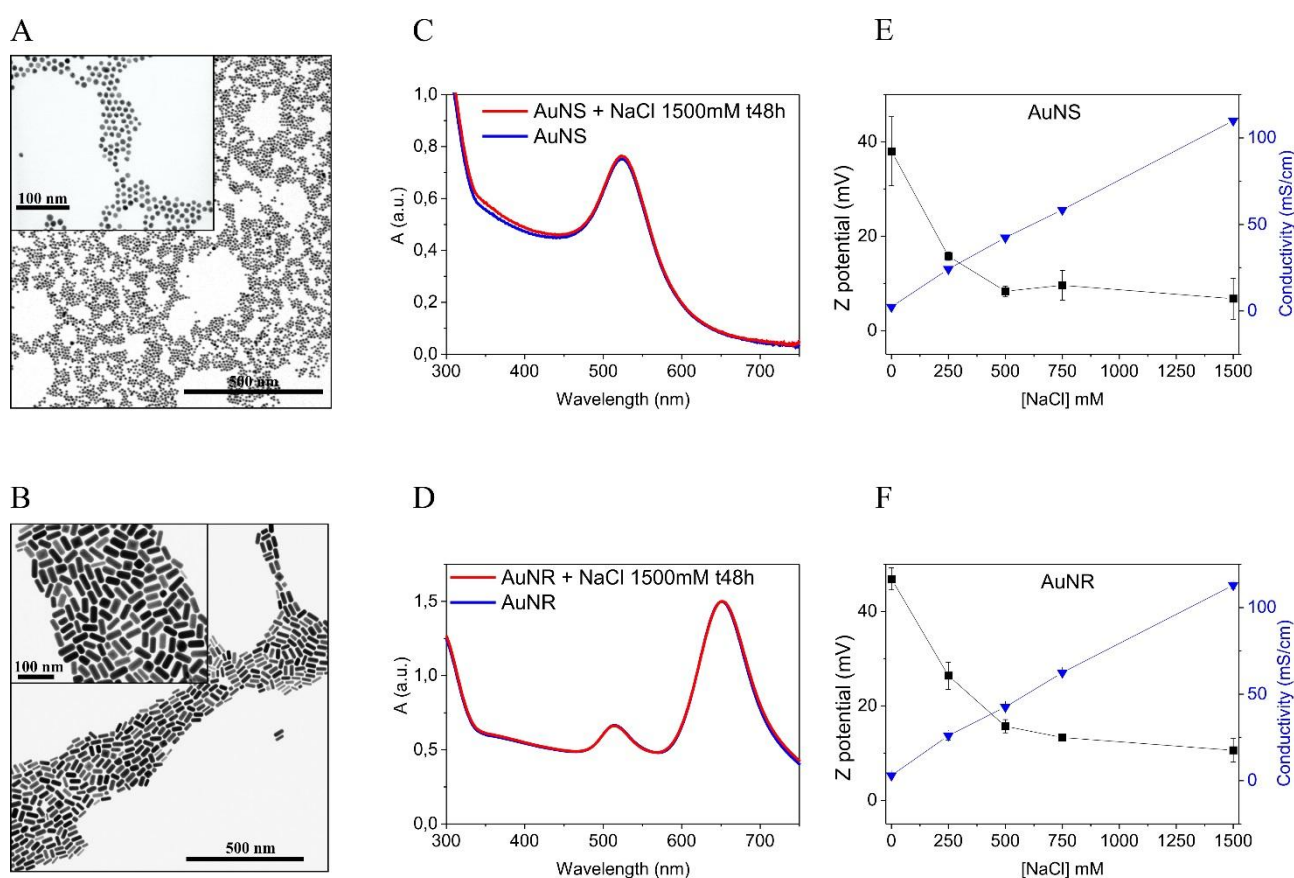 A
100 nm
500 nm
C
1,0
0,8
0,6
0,4
0,2
0,0
A (a.u.)
AuNS + NaCl 1500mM t48h
AuNS
300 400 500 600 700
Wavelength (nm)
E
AuNS
40
20
0
Z potential (mV)
100
50
0
Conductivity (mS/cm)
0 250 500 750 1000 1250 1500
[NaCl] mM
B
100 nm
500 nm
D
1,5
1,0
0,5
0,0
A (a.u.)
AuNR + NaCl 1500mM t48h
AuNR
300 400 500 600 700
Wavelength (nm)
F
AuNR
40
20
0
Z potential (mV)
100
50
0
Conductivity (mS/cm)
0 250 500 750 1000 1250 1500
[NaCl] mM